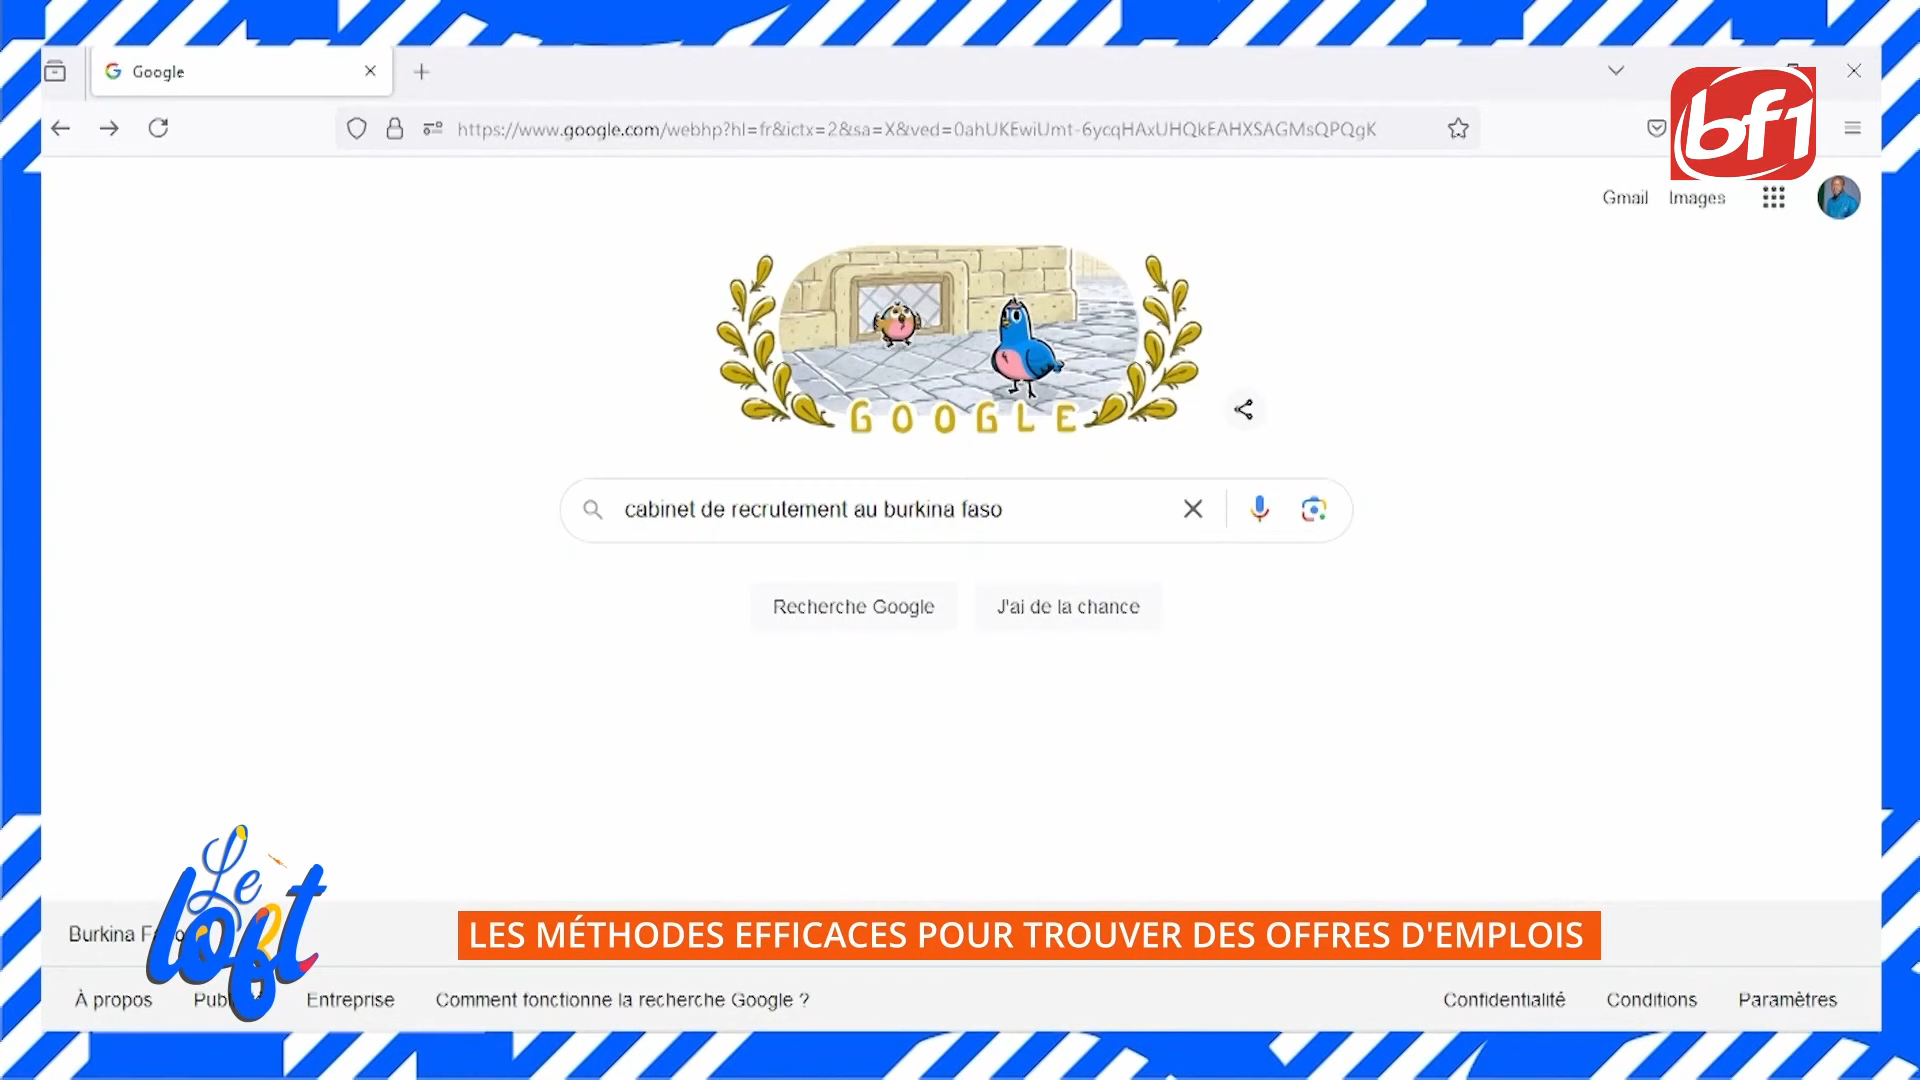 Google
https://www.google.com/webhp?hl=fr&ictx=2&sa=X&ved=0ahUKEwiUmt-6ycqHAxUHQkEAHXSAGMsQPQgK
bf1
Gmail Images
GOOGLE
cabinet de recrutement au burkina faso
Recherche Google J'ai de la chance
Le
loft
Burkina
LES MÉTHODES EFFICACES POUR TROUVER DES OFFRES D'EMPLOIS
À propos Entreprise Comment fonctionne la recherche Google ? Confidentialité Conditions Paramètres